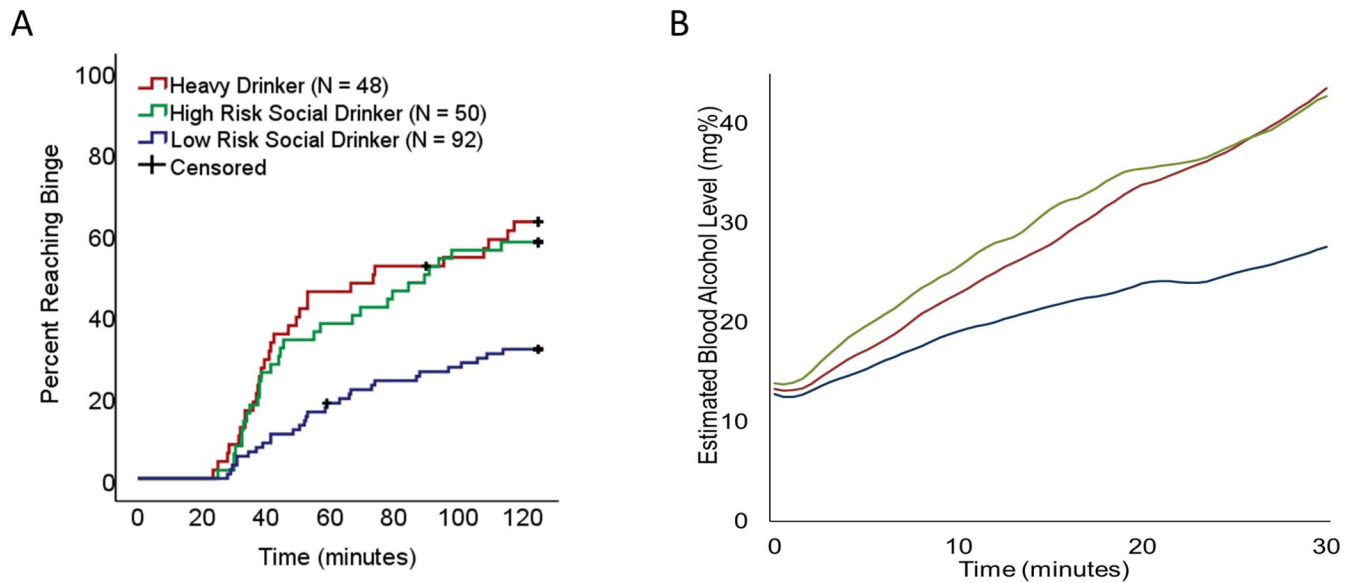 A
Percent Reaching Binge
100
80
60
40
20
0
Heavy Drinker (N = 48)
High Risk Social Drinker (N = 50)
Low Risk Social Drinker (N = 92)
Censored
0 20 40 60 80 100 120
Time (minutes)
B
Estimated Blood Alcohol Level (mg%)
40
30
20
10
0
0 10 20 30
Time (minutes)